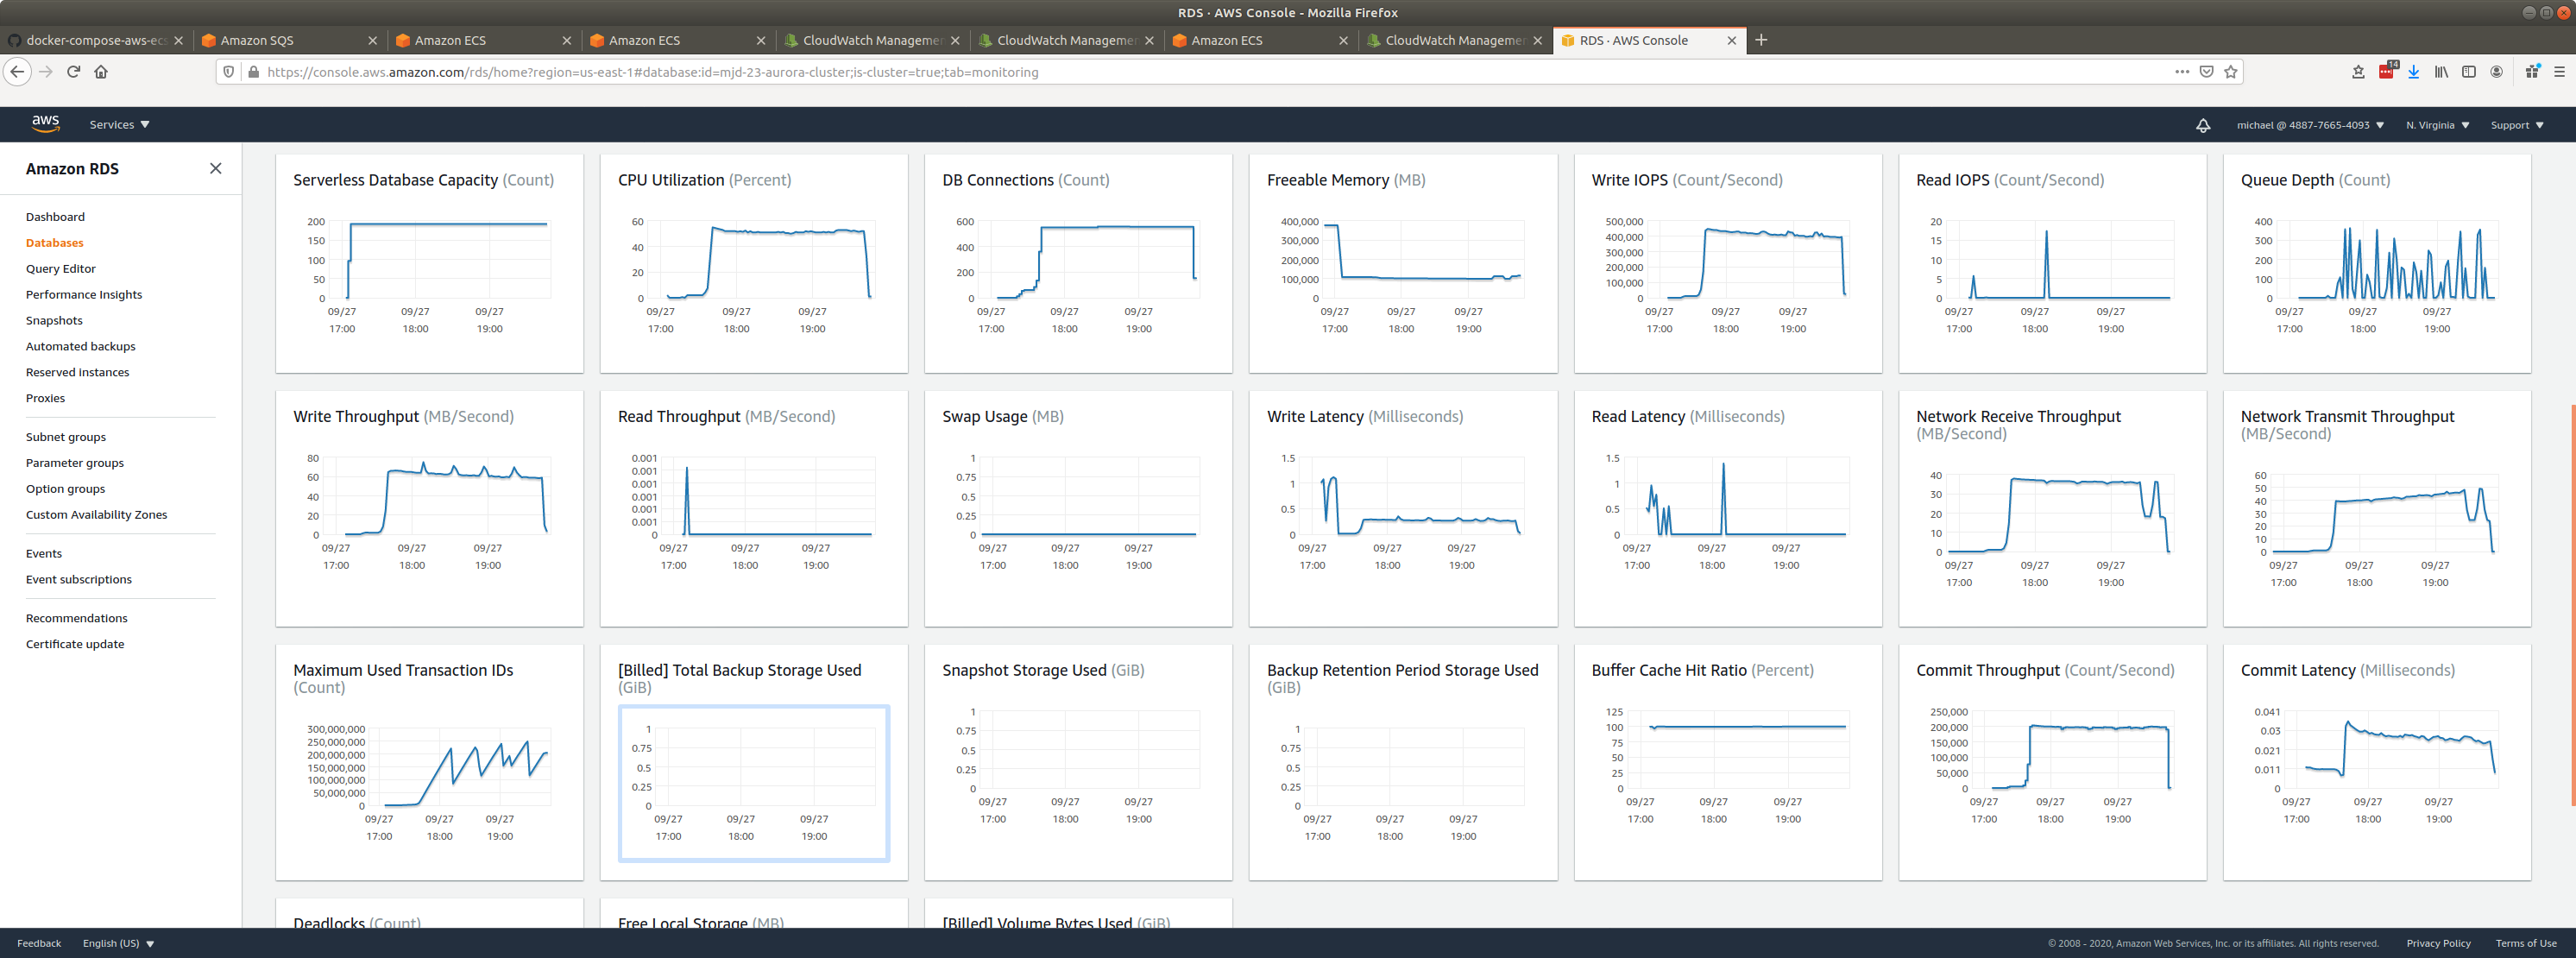 RDS · AWS Console - Mozilla Firefox
docker-compose-aws-ecs
Amazon SQS
Amazon ECS
Amazon ECS
CloudWatch Managemen
CloudWatch Managemen
Amazon ECS
CloudWatch Managemen
RDS · AWS Console
https://console.aws.amazon.com/rds/home?region=us-east-1#database:id=mjd-23-aurora-cluster;is-cluster=true;tab=monitoring
14
aws
Services
michael @ 4887-7665-4093
N. Virginia
Support
Amazon RDS
Dashboard
Databases
Query Editor
Performance Insights
Snapshots
Automated backups
Reserved instances
Proxies
Subnet groups
Parameter groups
Option groups
Custom Availability Zones
Events
Event subscriptions
Recommendations
Certificate update
Serverless Database Capacity (Count)
200
150
100
50
0
09/27 09/27 09/27
17:00 18:00 19:00
CPU Utilization (Percent)
60
40
20
0
09/27 09/27 09/27
17:00 18:00 19:00
DB Connections (Count)
600
400
200
0
09/27 09/27 09/27
17:00 18:00 19:00
Freeable Memory (MB)
400,000
300,000
200,000
100,000
0
09/27 09/27 09/27
17:00 18:00 19:00
Write IOPS (Count/Second)
500,000
400,000
300,000
200,000
100,000
0
09/27 09/27 09/27
17:00 18:00 19:00
Read IOPS (Count/Second)
20
15
10
5
0
09/27 09/27 09/27
17:00 18:00 19:00
Queue Depth (Count)
400
300
200
100
0
09/27 09/27 09/27
17:00 18:00 19:00
Write Throughput (MB/Second)
80
60
40
20
0
09/27 09/27 09/27
17:00 18:00 19:00
Read Throughput (MB/Second)
0.001
0.001
0.001
0.001
0.001
0.001
0
09/27 09/27 09/27
17:00 18:00 19:00
Swap Usage (MB)
1
0.75
0.5
0.25
0
09/27 09/27 09/27
17:00 18:00 19:00
Write Latency (Milliseconds)
1.5
1
0.5
0
09/27 09/27 09/27
17:00 18:00 19:00
Read Latency (Milliseconds)
1.5
1
0.5
0
09/27 09/27 09/27
17:00 18:00 19:00
Network Receive Throughput
(MB/Second)
40
30
20
10
0
09/27 09/27 09/27
17:00 18:00 19:00
Network Transmit Throughput
(MB/Second)
60
50
40
30
20
10
0
09/27 09/27 09/27
17:00 18:00 19:00
Maximum Used Transaction IDs
(Count)
300,000,000
250,000,000
200,000,000
150,000,000
100,000,000
50,000,000
0
09/27 09/27 09/27
17:00 18:00 19:00
[Billed] Total Backup Storage Used
(GiB)
1
0.75
0.5
0.25
0
09/27 09/27 09/27
17:00 18:00 19:00
Snapshot Storage Used (GiB)
1
0.75
0.5
0.25
0
09/27 09/27 09/27
17:00 18:00 19:00
Backup Retention Period Storage Used
(GiB)
1
0.75
0.5
0.25
0
09/27 09/27 09/27
17:00 18:00 19:00
Buffer Cache Hit Ratio (Percent)
125
100
75
50
25
0
09/27 09/27 09/27
17:00 18:00 19:00
Commit Throughput (Count/Second)
250,000
200,000
150,000
100,000
50,000
0
09/27 09/27 09/27
17:00 18:00 19:00
Commit Latency (Milliseconds)
0.041
0.03
0.021
0.011
0
09/27 09/27 09/27
17:00 18:00 19:00
Deadlocks (Count)
Free Local Storage (MB)
[Billed] Volume Bytes Used (GiB)
Feedback
English (US)
© 2008 - 2020, Amazon Web Services, Inc. or its affiliates. All rights reserved.
Privacy Policy
Terms of Use